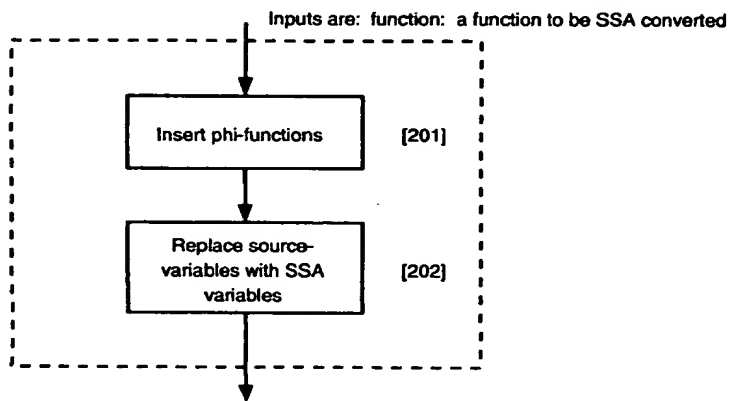 Inputs are: function: a function to be SSA converted
Insert phi-functions
[201]
Replace source-
variables with SSA
variables
[202]